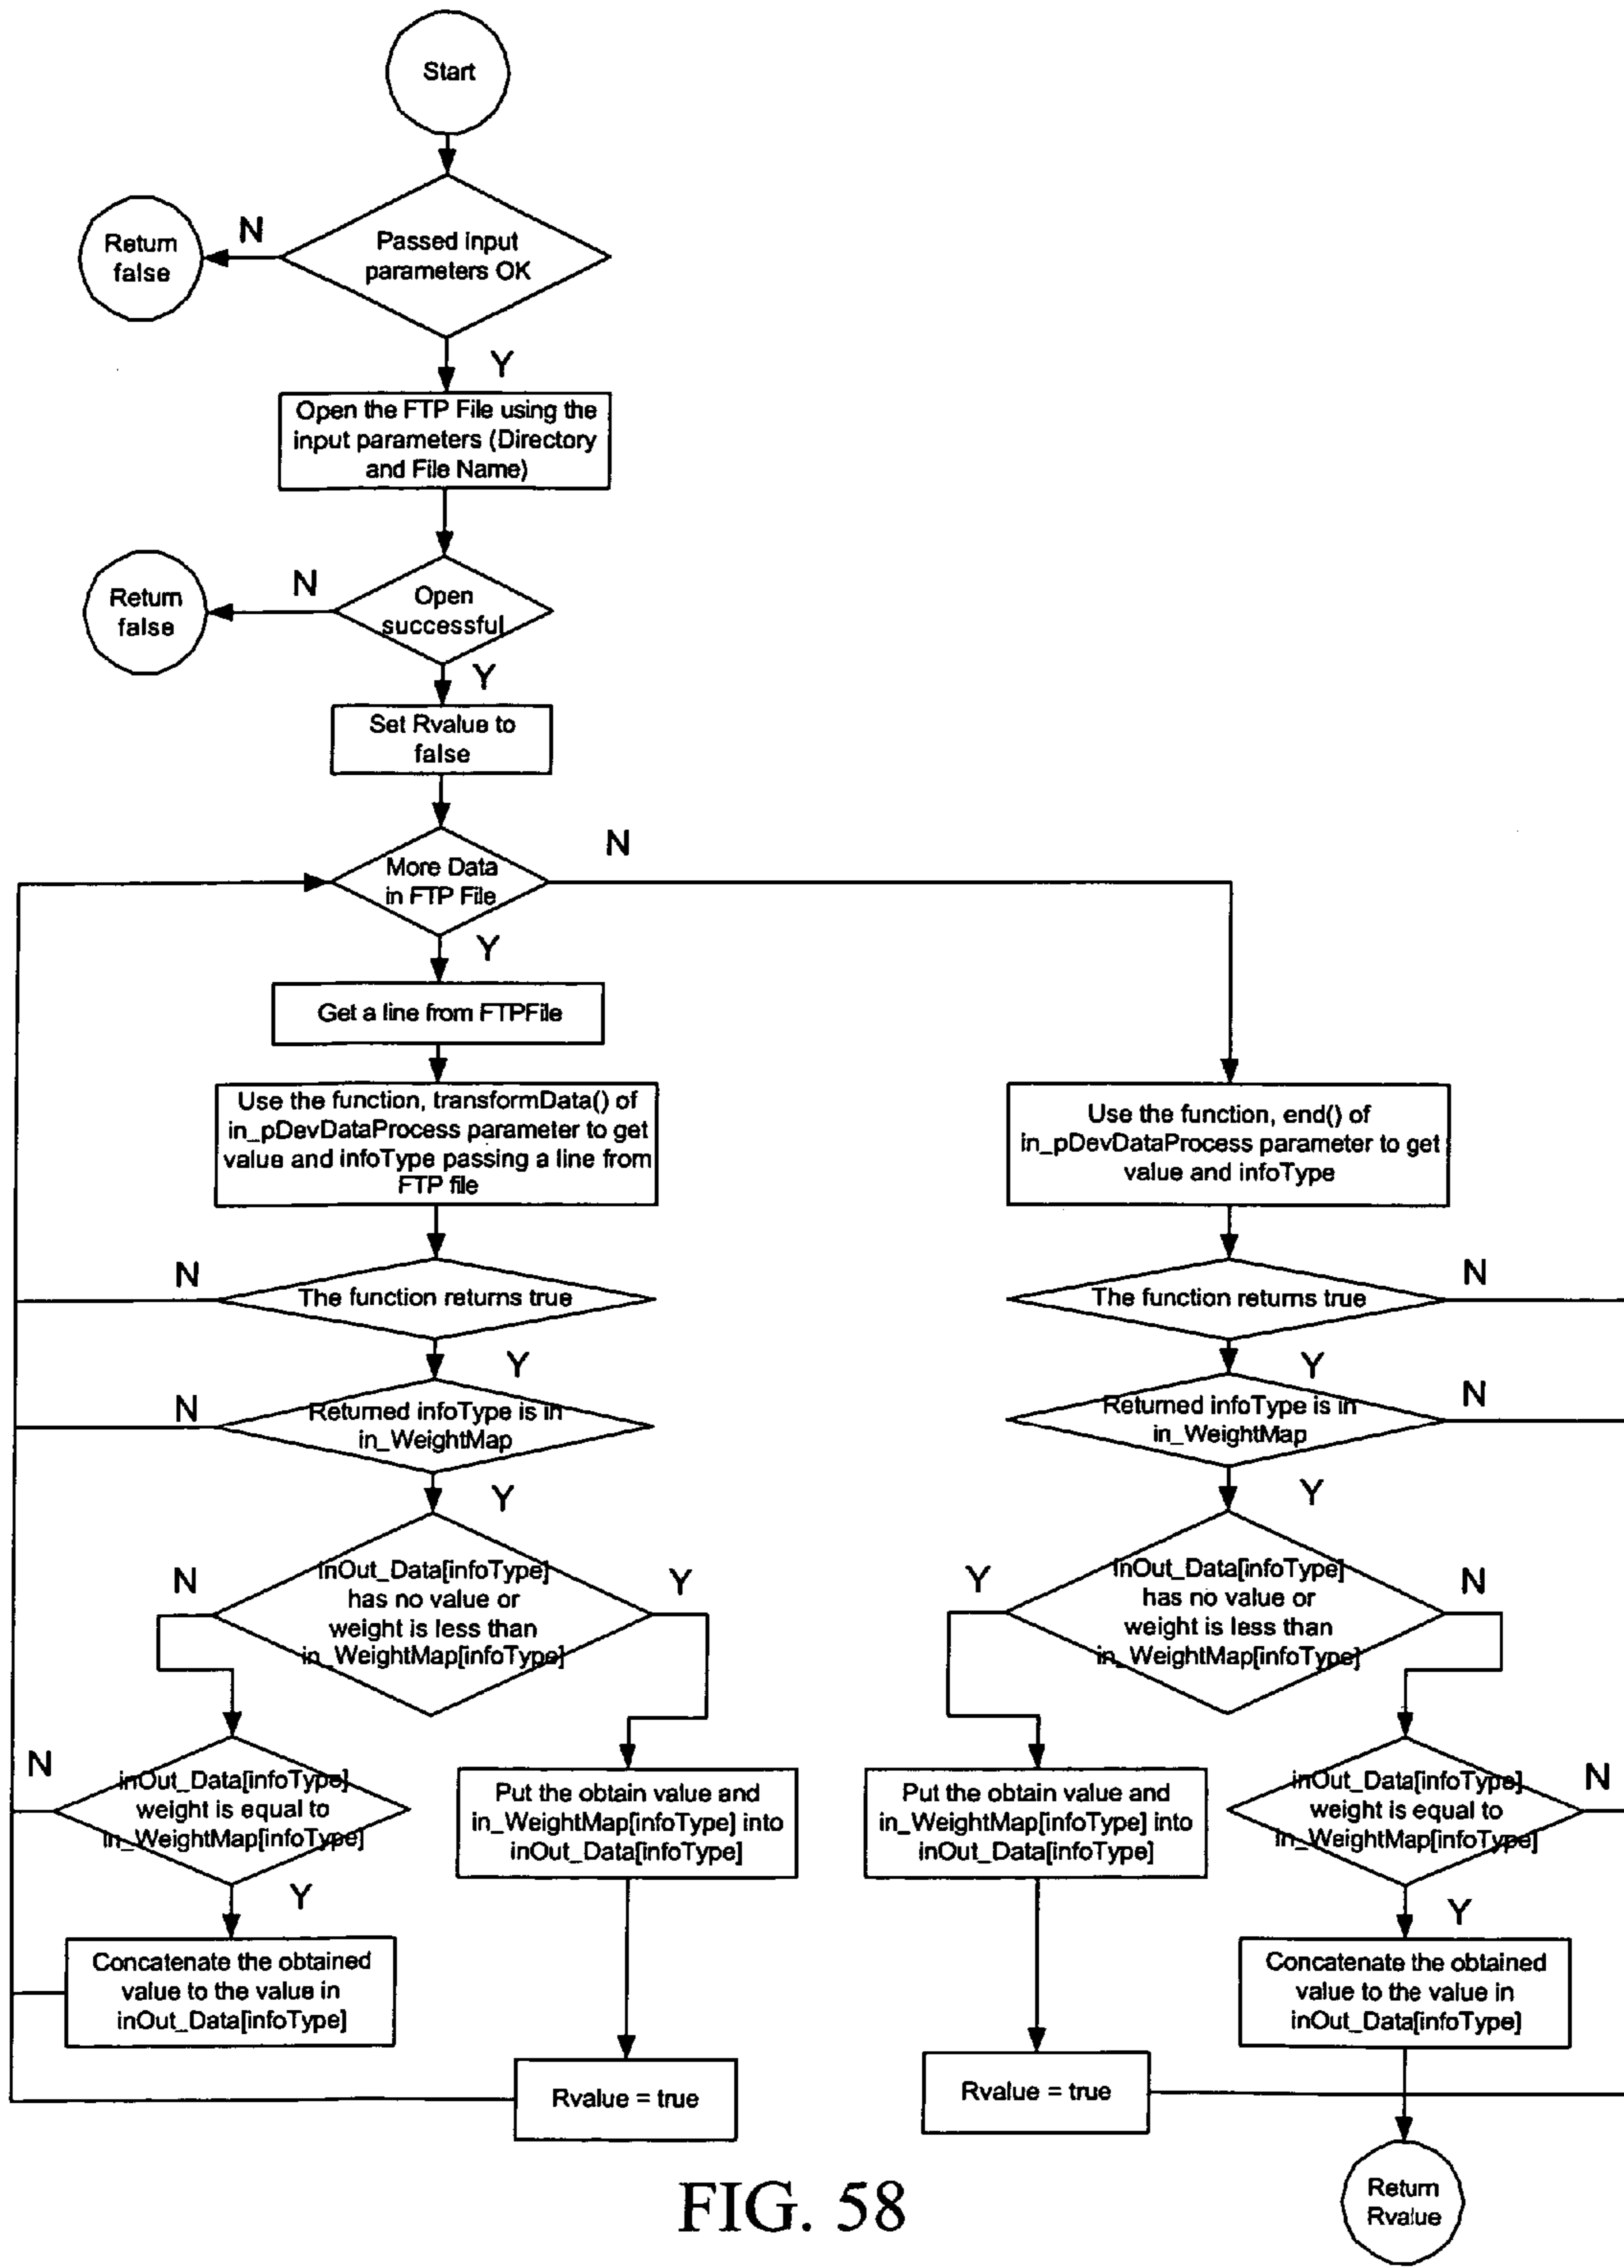 Start
Passed input
parameters OK
N
Return
false
Y
Open the FTP File using the
input parameters (Directory
and File Name)
Open
successful
N
Return
false
Y
Set Rvalue to
false
More Data
in FTP File
N
Y
Get a line from FTPFile
Use the function, transformData() of
in_pDevDataProcess parameter to get
value and infoType passing a line from
FTP file
The function returns true
N
Y
Returned infoType is in
in_WeightMap
N
Y
inOut_Data[infoType]
has no value or
weight is less than
in_WeightMap[infoType]
N
Y
inOut_Data[infoType]
weight is equal to
in_WeightMap[infoType]
N
Y
Concatenate the obtained
value to the value in
inOut_Data[infoType]
Put the obtain value and
in_WeightMap[infoType] into
inOut_Data[infoType]
Rvalue = true
Use the function, end() of
in_pDevDataProcess parameter to get
value and infoType
The function returns true
N
Y
Returned infoType is in
in_WeightMap
N
Y
inOut_Data[infoType]
has no value or
weight is less than
in_WeightMap[infoType]
Y
N
Put the obtain value and
in_WeightMap[infoType] into
inOut_Data[infoType]
Rvalue = true
inOut_Data[infoType]
weight is equal to
in_WeightMap[infoType]
N
Y
Concatenate the obtained
value to the value in
inOut_Data[infoType]
Return
Rvalue
FIG. 58